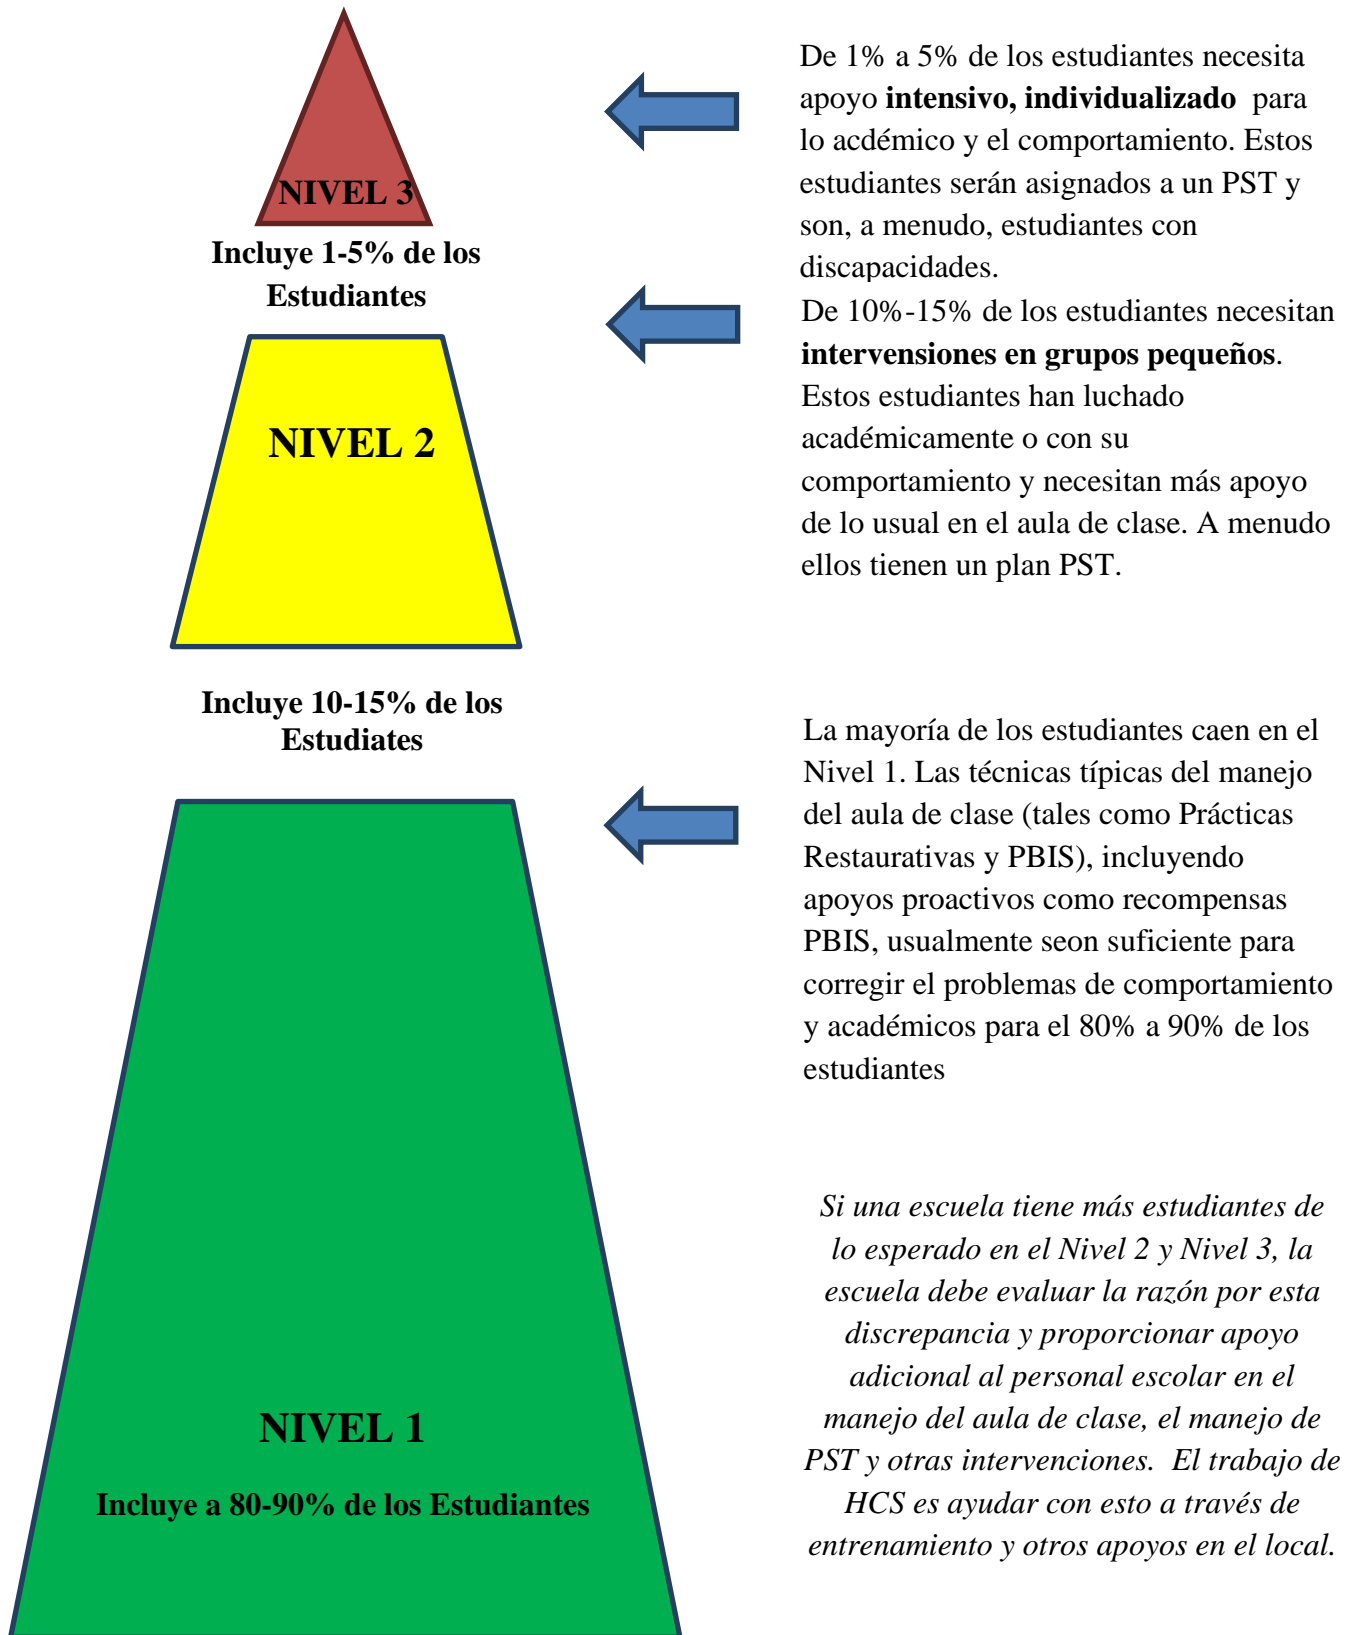 De 1% a 5% de los estudiantes necesita
apoyo intensivo, individualizado para
lo acdémico y el comportamiento. Estos
estudiantes serán asignados a un PST y
son, a menudo, estudiantes con
discapacidades.
NIVEL 3
Incluye 1-5% de los
Estudiantes
De 10%-15% de los estudiantes necesitan
intervensiones en grupos pequeños.
Estos estudiantes han luchado
académicamente o con su
comportamiento y necesitan más apoyo
de lo usual en el aula de clase. A menudo
ellos tienen un plan PST.
NIVEL 2
Incluye 10-15% de los
Estudiates
La mayoría de los estudiantes caen en el
Nivel 1. Las técnicas típicas del manejo
del aula de clase (tales como Prácticas
Restaurativas y PBIS), incluyendo
apoyos proactivos como recompensas
PBIS, usualmente seon suficiente para
corregir el problemas de comportamiento
y académicos para el 80% a 90% de los
estudiantes
Si una escuela tiene más estudiantes de
lo esperado en el Nivel 2 y Nivel 3, la
escuela debe evaluar la razón por esta
discrepancia y proporcionar apoyo
adicional al personal escolar en el
manejo del aula de clase, el manejo de
PST y otras intervenciones. El trabajo de
HCS es ayudar con esto a través de
entrenamiento y otros apoyos en el local.
NIVEL 1
Incluye a 80-90% de los Estudiantes